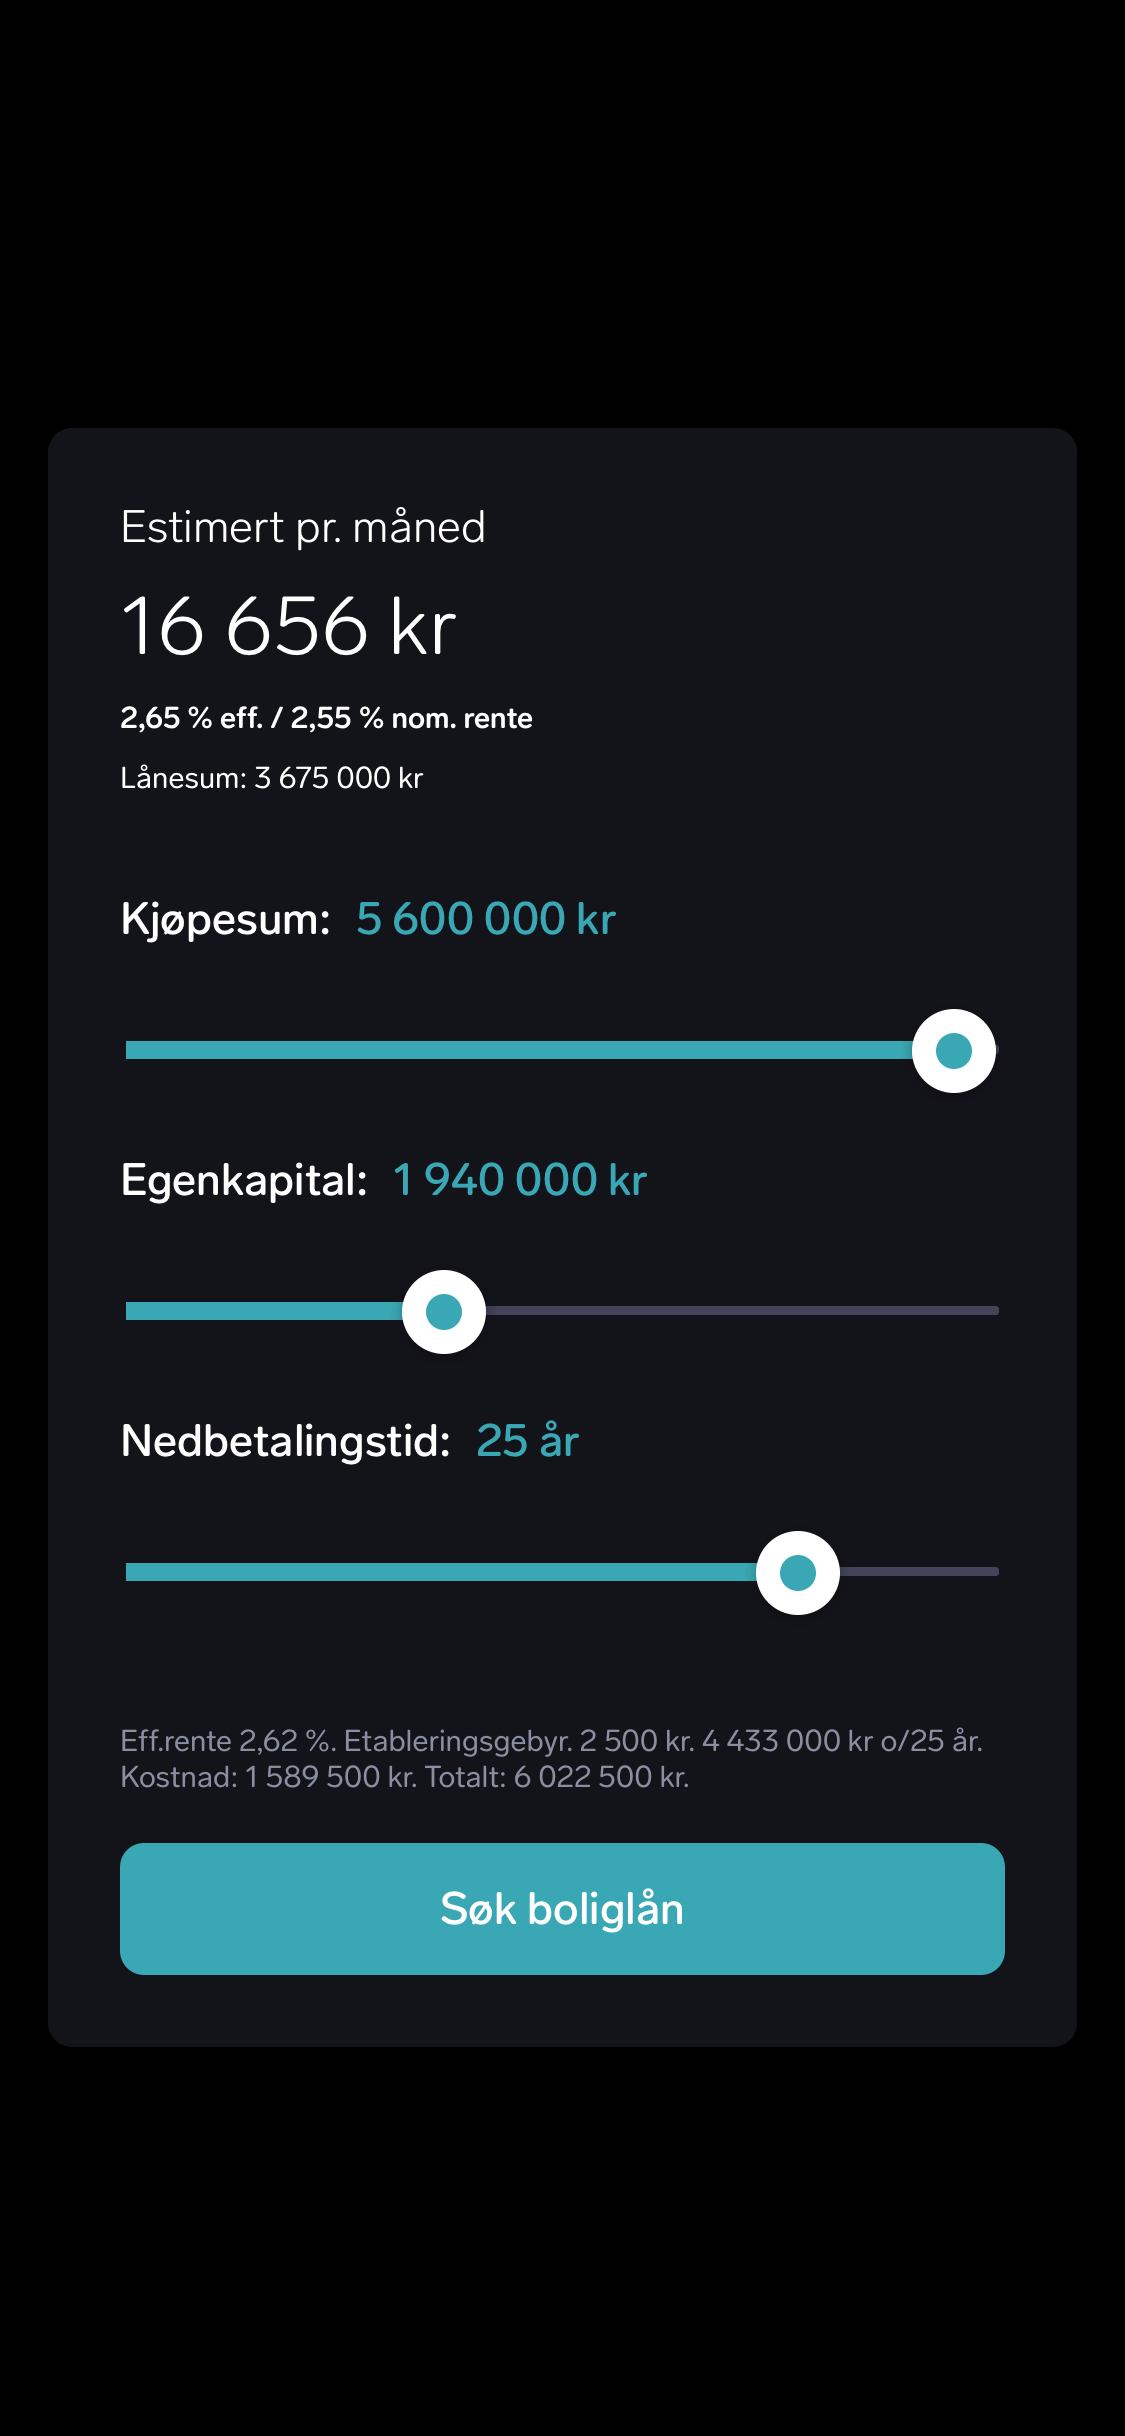 Estimert pr. måned
16 656 kr
2,65 % eff. / 2,55 % nom. rente
Lånesum: 3 675 000 kr
Kjøpesum: 5 600 000 kr
Egenkapital: 1 940 000 kr
Nedbetalingstid: 25 år
Eff.rente 2,62 %. Etableringsgebyr. 2 500 kr. 4 433 000 kr o/25 år.
Kostnad: 1 589 500 kr. Totalt: 6 022 500 kr.
Søk boliglån